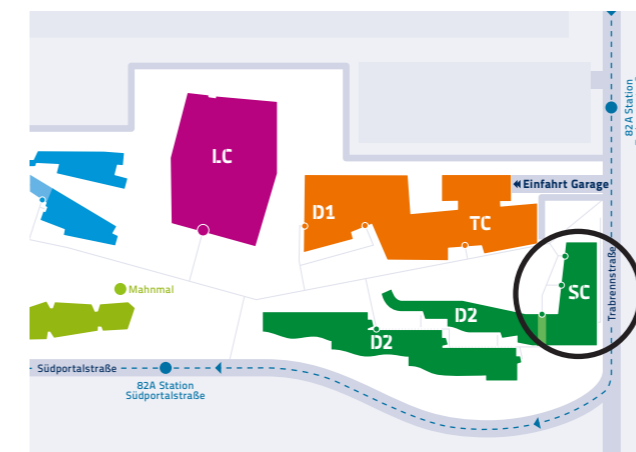 82A Station
LC
Einfahrt Garage
D1
TC
Mahnmal
SC
Trabrennstraße
D2
D2
Südportalstraße
82A Station
Südportalstraße